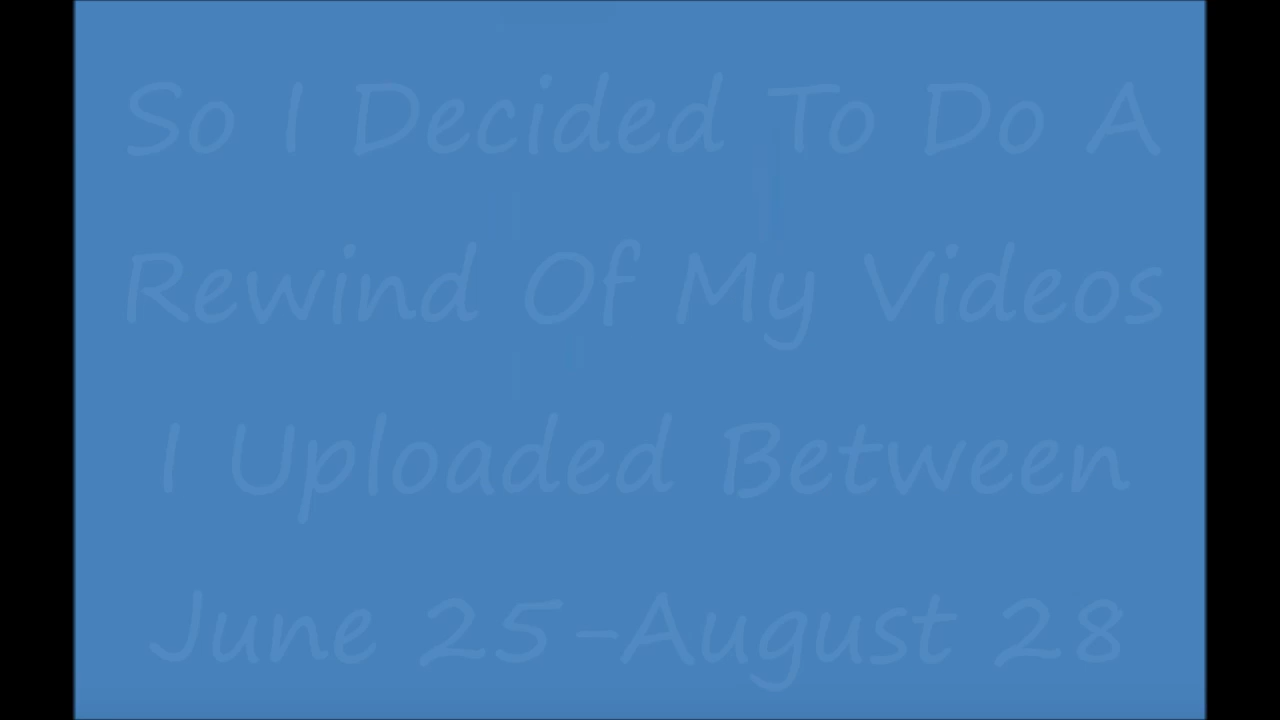 So I Decided To Do A
Rewind Of My Videos
I Uploaded Between
June 25-August 28